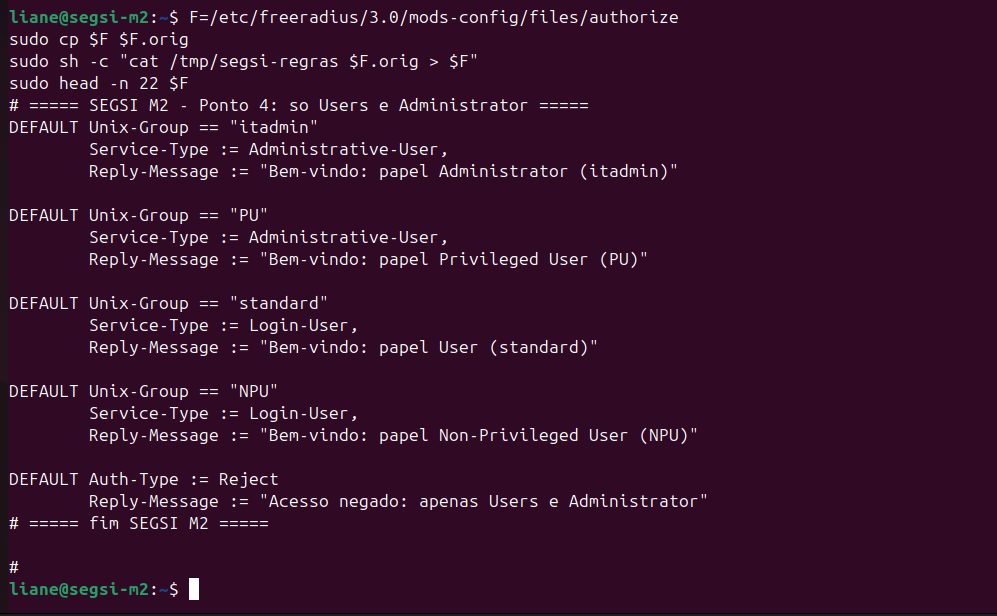 liane@segsi-m2:~$ F=/etc/freeradius/3.0/mods-config/files/authorize
sudo cp $F $F.orig
sudo sh -c "cat /tmp/segsi-regras $F.orig > $F"
sudo head -n 22 $F
# ===== SEGSI M2 - Ponto 4: so Users e Administrator =====
DEFAULT Unix-Group == "itadmin"
        Service-Type := Administrative-User,
        Reply-Message := "Bem-vindo: papel Administrator (itadmin)"

DEFAULT Unix-Group == "PU"
        Service-Type := Administrative-User,
        Reply-Message := "Bem-vindo: papel Privileged User (PU)"

DEFAULT Unix-Group == "standard"
        Service-Type := Login-User,
        Reply-Message := "Bem-vindo: papel User (standard)"

DEFAULT Unix-Group == "NPU"
        Service-Type := Login-User,
        Reply-Message := "Bem-vindo: papel Non-Privileged User (NPU)"

DEFAULT Auth-Type := Reject
        Reply-Message := "Acesso negado: apenas Users e Administrator"
# ===== fim SEGSI M2 =====

#
liane@segsi-m2:~$